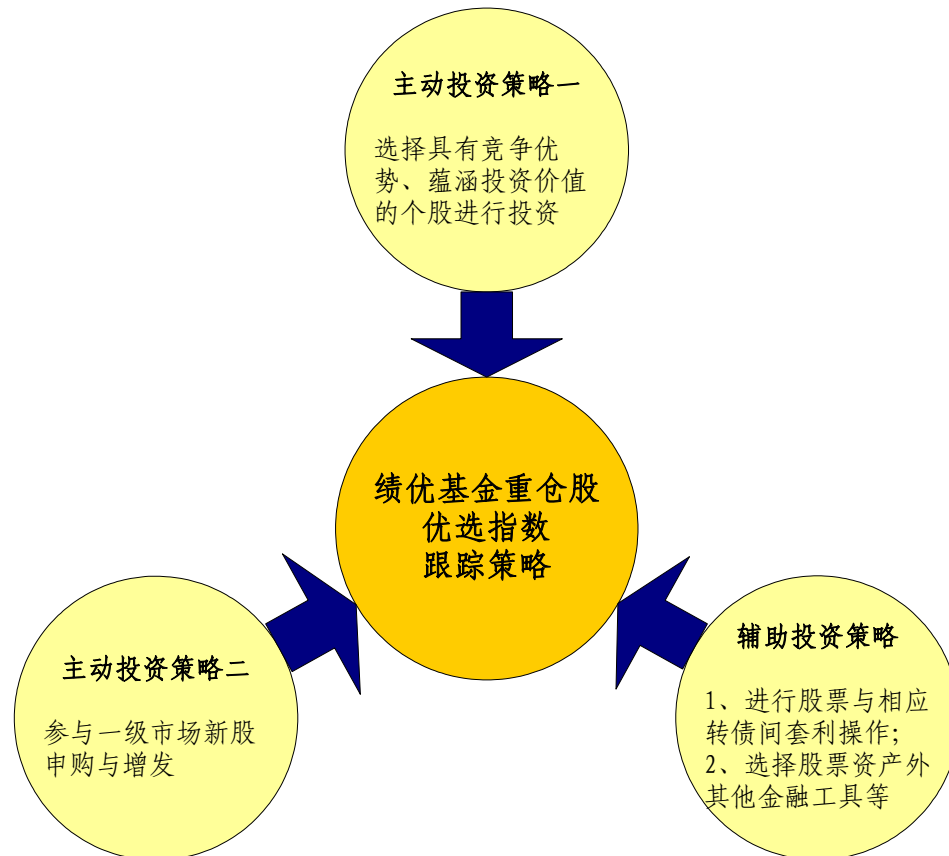 主动投资策略一
选择具有竞争优
势、蕴涵投资价值
的个股进行投资
绩优基金重仓股
优选指数
跟踪策略
主动投资策略二
参与一级市场新股
申购与增发
辅助投资策略
1、进行股票与相应
转债间套利操作；
2、选择股票资产外
其他金融工具等